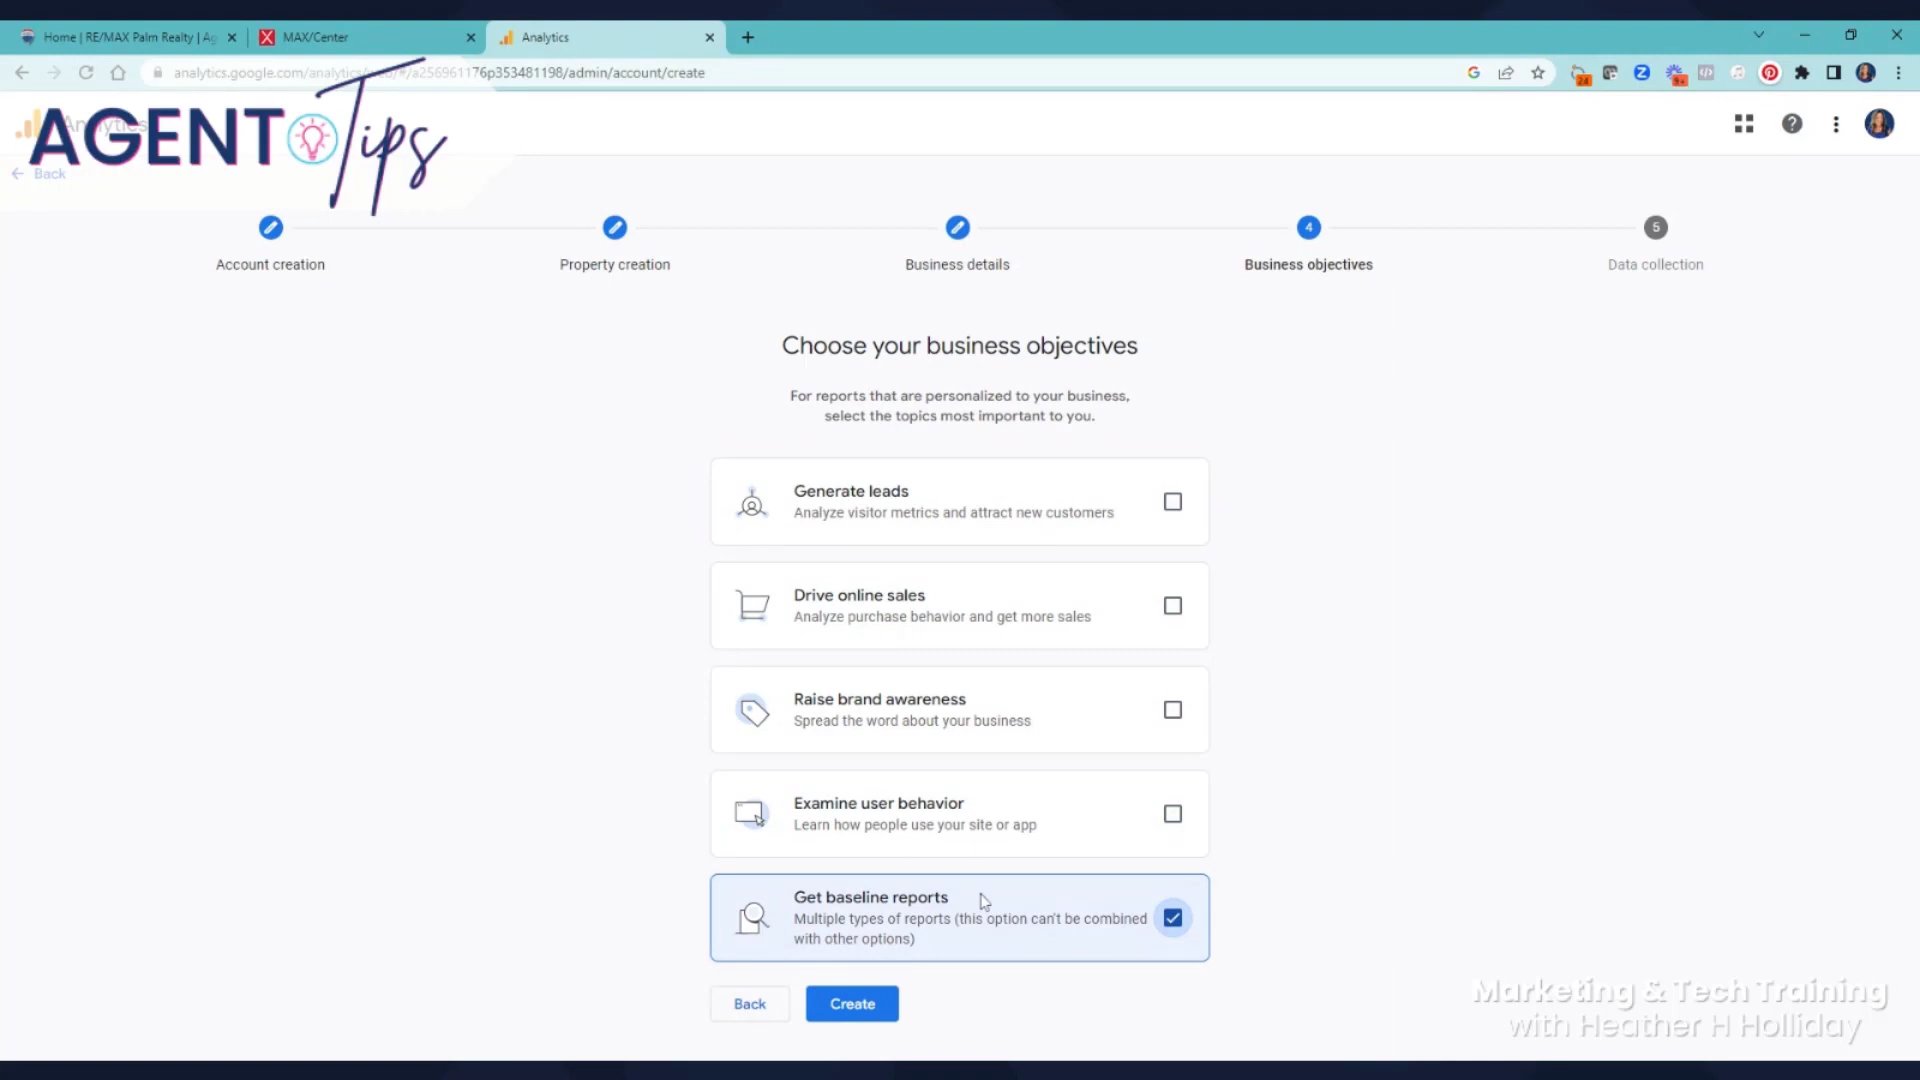 Home | RE/MAX Palm Realty | Ag
MAX/Center
Analytics
analytics.google.com/analytics/web/#/a256961176p353481198/admin/account/create
24
9+
Analytics
AGENT Tips
Back
4
5
Account creation
Property creation
Business details
Business objectives
Data collection
Choose your business objectives
For reports that are personalized to your business,
select the topics most important to you.
Generate leads
Analyze visitor metrics and attract new customers
Drive online sales
Analyze purchase behavior and get more sales
Raise brand awareness
Spread the word about your business
Examine user behavior
Learn how people use your site or app
Get baseline reports
Multiple types of reports (this option can't be combined
with other options)
Back
Create
Marketing & Tech Training
with Heather H Holliday